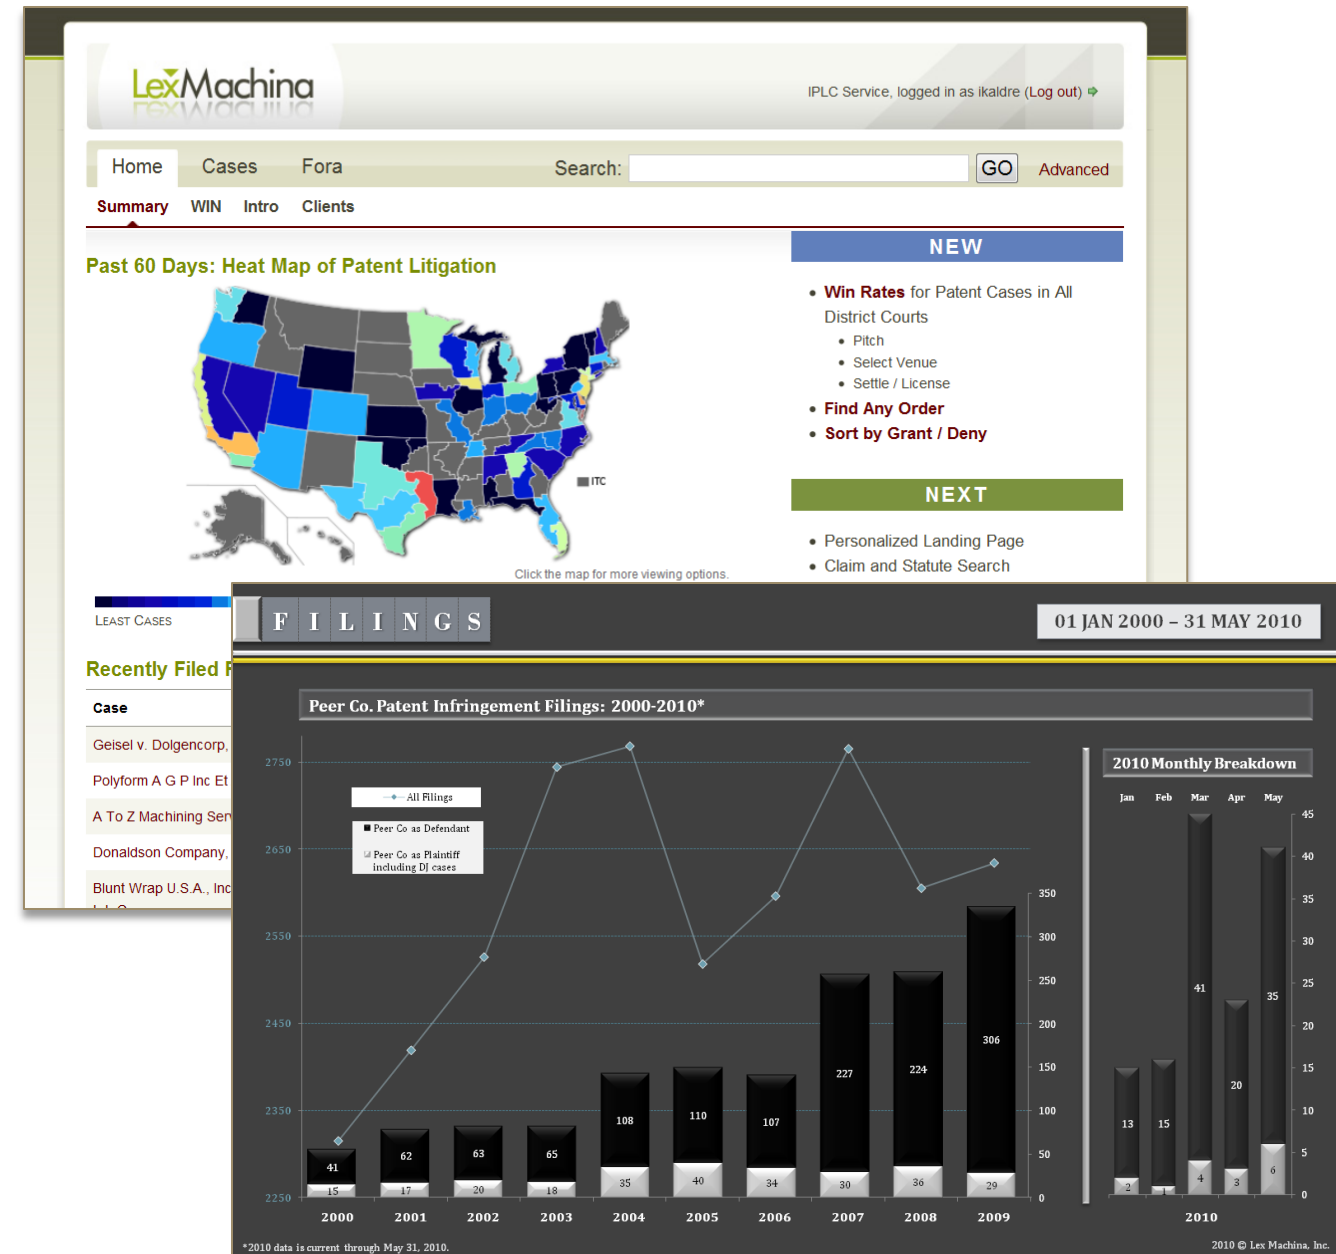 LexMachina
IPLC Service, logged in as ikaldre (Log out)
Home Cases Fora Search: GO Advanced
Summary WIN Intro Clients
Past 60 Days: Heat Map of Patent Litigation
ITC
Click the map for more viewing options.
LEAST CASES
Recently Filed
Case
Geisel v. Dolgencorp,
Polyform A G P Inc Et
A To Z Machining Ser
Donaldson Company,
Blunt Wrap U.S.A., Inc
NEW
• Win Rates for Patent Cases in All
District Courts
• Pitch
• Select Venue
• Settle / License
• Find Any Order
• Sort by Grant / Deny
NEXT
• Personalized Landing Page
• Claim and Statute Search
FILINGS
01 JAN 2000 – 31 MAY 2010
Peer Co. Patent Infringement Filings: 2000-2010*
2750
2650
2550
2450
2350
2250
All Filings
Peer Co as Defendant
Peer Co as Plaintiff
including DJ cases
350
300
250
200
150
100
50
0
41 62 63 65 108 110 107 227 224 306
15 17 20 18 35 40 34 30 36 29
2000 2001 2002 2003 2004 2005 2006 2007 2008 2009
2010 Monthly Breakdown
Jan Feb Mar Apr May
45
40
35
30
25
20
15
10
5
0
13 15 41 20 35
2 1 4 3 6
2010
*2010 data is current through May 31, 2010.
2010 © Lex Machina, Inc.